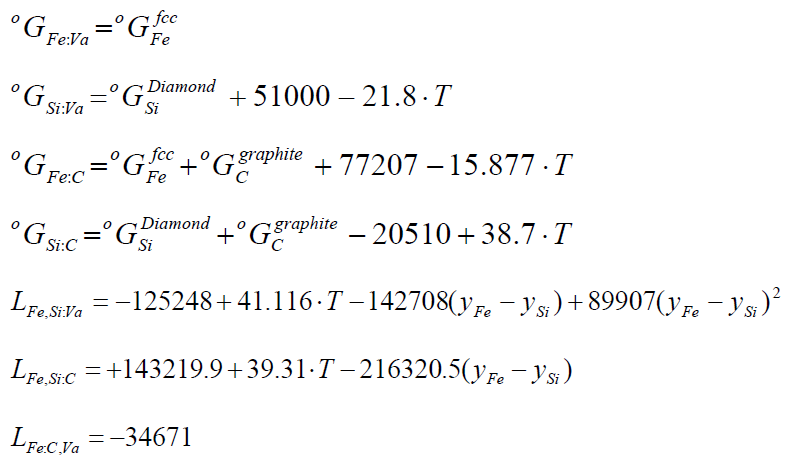 °G_{Fe:Va} =°G_{Fe}^{fcc}
°G_{Si:Va} =°G_{Si}^{Diamond} + 51000 − 21.8 · T
°G_{Fe:C} =°G_{Fe}^{fcc} +°G_{C}^{graphite} + 77207 − 15.877 · T
°G_{Si:C} =°G_{Si}^{Diamond} +°G_{C}^{graphite} − 20510 + 38.7 · T
L_{Fe,Si:Va} = −125248 + 41.116 · T − 142708(y_{Fe} − y_{Si}) + 89907(y_{Fe} − y_{Si})^2
L_{Fe,Si:C} = +143219.9 + 39.31 · T − 216320.5(y_{Fe} − y_{Si})
L_{Fe:C,Va} = −34671